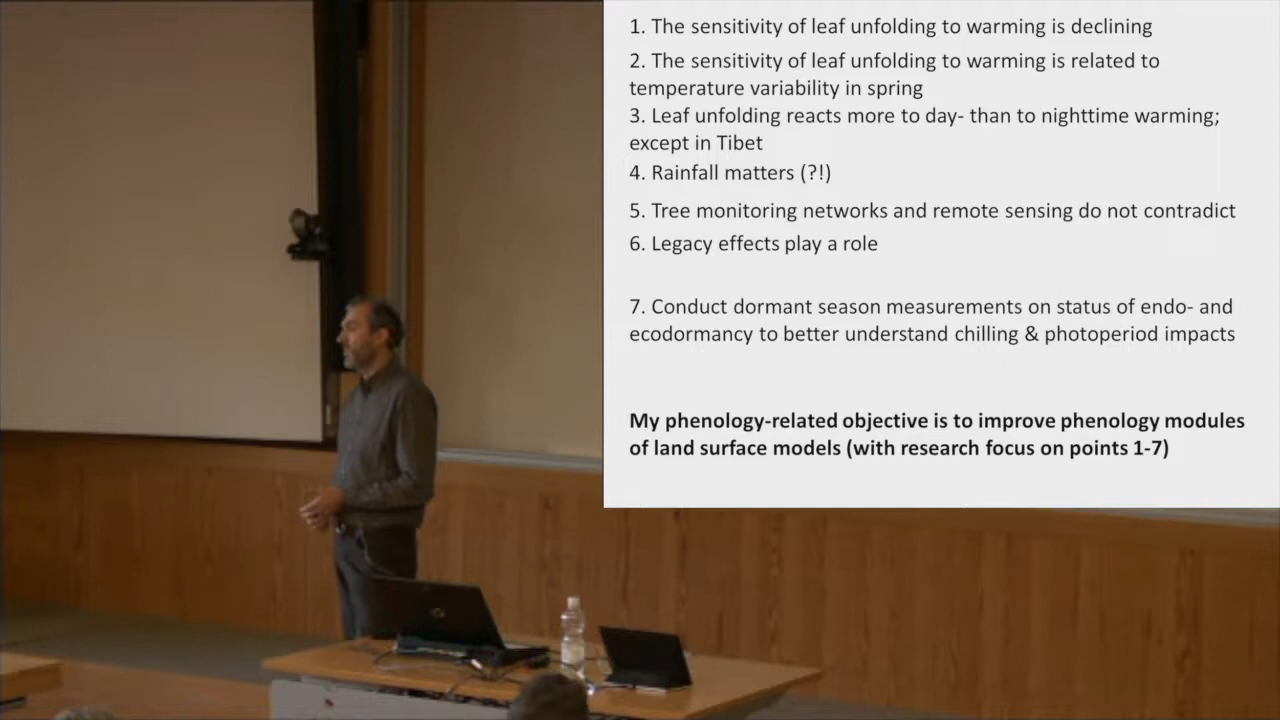 1. The sensitivity of leaf unfolding to warming is declining
2. The sensitivity of leaf unfolding to warming is related to
temperature variability in spring
3. Leaf unfolding reacts more to day- than to nighttime warming;
except in Tibet
4. Rainfall matters (?!)
5. Tree monitoring networks and remote sensing do not contradict
6. Legacy effects play a role
7. Conduct dormant season measurements on status of endo- and
ecodormancy to better understand chilling & photoperiod impacts
My phenology-related objective is to improve phenology modules
of land surface models (with research focus on points 1-7)